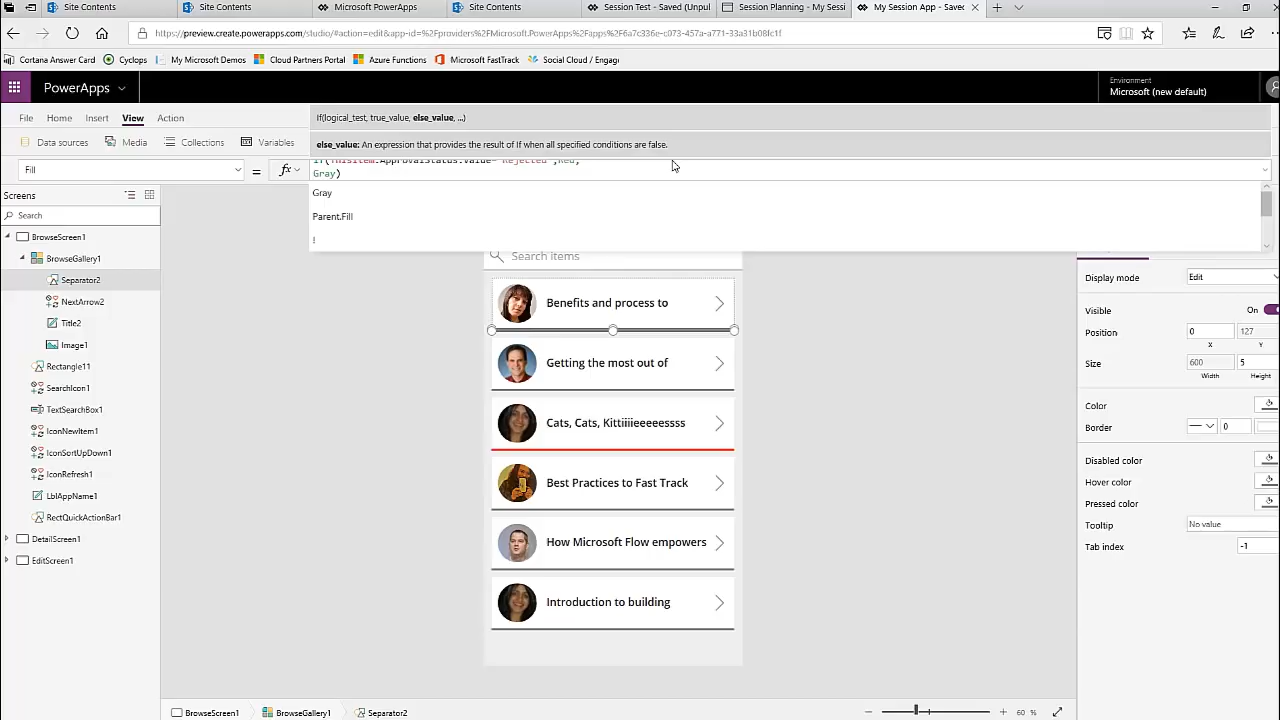 Site Contents
Site Contents
Microsoft PowerApps
Site Contents
Session Test - Saved (Unpul
Session Planning - My Sessi
My Session App - Saved
https://preview.create.powerapps.com/studio/#action=edit&app-id=%2Fproviders%2FMicrosoft.PowerApps%2Fapps%2F6a7c336e-c073-457a-a771-33a31b08fc1f
Cortana Answer Card
Cyclops
My Microsoft Demos
Cloud Partners Portal
Azure Functions
Microsoft FastTrack
Social Cloud / Engag
PowerApps
Environment
Microsoft (new default)
File Home Insert View Action
If(logical_test, true_value, else_value, ...)
Data sources Media Collections Variables
else_value: An expression that provides the result of If when all specified conditions are false.
Fill = fx
If(ThisItem.ApprovalStatus.Value="Rejected",Red,
Gray)
Gray
Parent.Fill
!
Screens
Search
BrowseScreen1
BrowseGallery1
Separator2
NextArrow2
Title2
Image1
Rectangle11
SearchIcon1
TextSearchBox1
IconNewItem1
IconSortUpDown1
IconRefresh1
LblAppName1
RectQuickActionBar1
DetailScreen1
EditScreen1
Search items
Benefits and process to
Getting the most out of
Cats, Cats, Kittiiiieeeeessss
Best Practices to Fast Track
How Microsoft Flow empowers
Introduction to building
Display mode Edit
Visible On
Position 0 127
X Y
Size 600 5
Width Height
Color
Border 0
Disabled color
Hover color
Pressed color
Tooltip No value
Tab index -1
BrowseScreen1 BrowseGallery1 Separator2
60 %